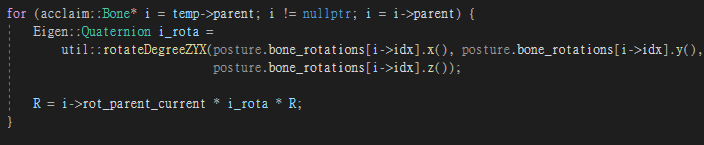 for (acclaim::Bone* i = temp->parent; i != nullptr; i = i->parent) {
    Eigen::Quaternion i_rota =
        util::rotateDegreeZYX(posture.bone_rotations[i->idx].x(), posture.bone_rotations[i->idx].y(),
                              posture.bone_rotations[i->idx].z());
    R = i->rot_parent_current * i_rota * R;
}